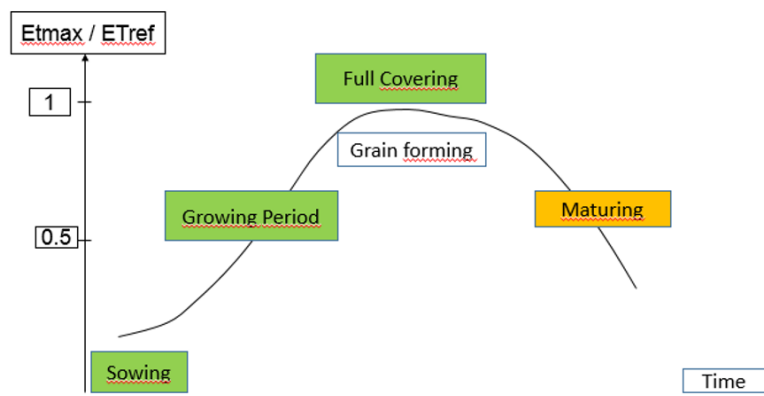 Etmax / ETref
Full Covering
1
Grain forming
Growing Period
Maturing
0.5
Sowing
Time